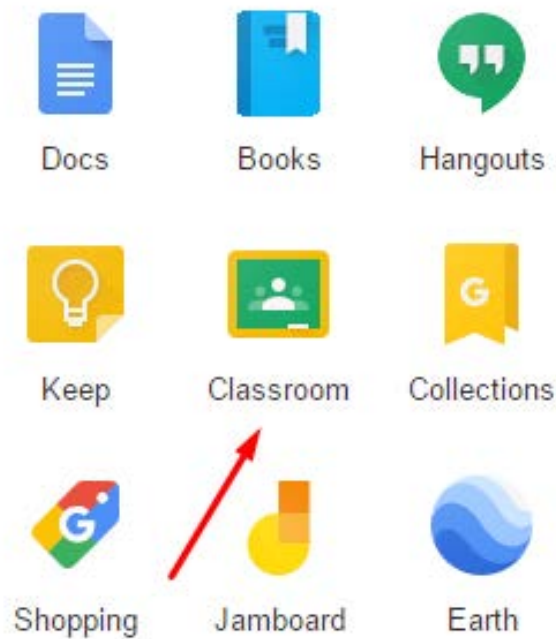 Docs Books Hangouts
G
Keep Classroom Collections
G
Shopping Jamboard Earth